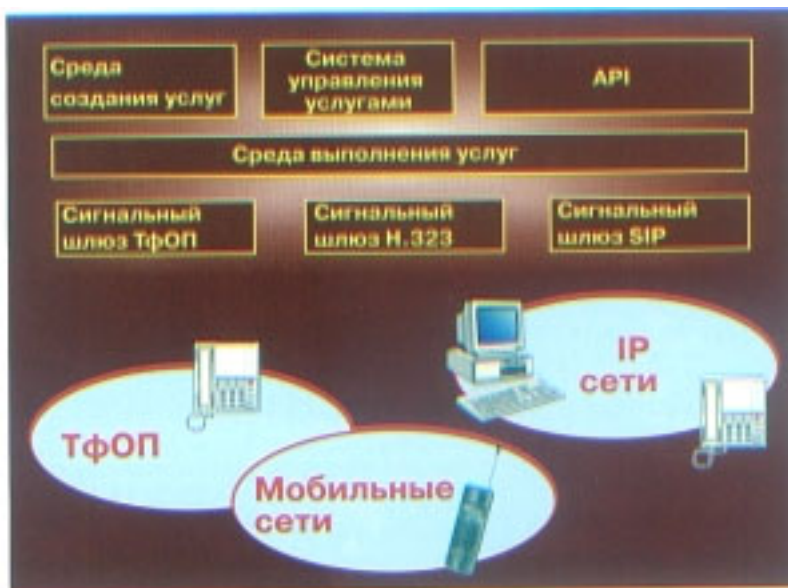 Среда
создания услуг
Система
управления
услугами
API
Среда выполнения услуг
Сигнальный
шлюз ТфОП
Сигнальный
шлюз H.323
Сигнальный
шлюз SIP
IP
сети
ТфОП
Мобильные
сети